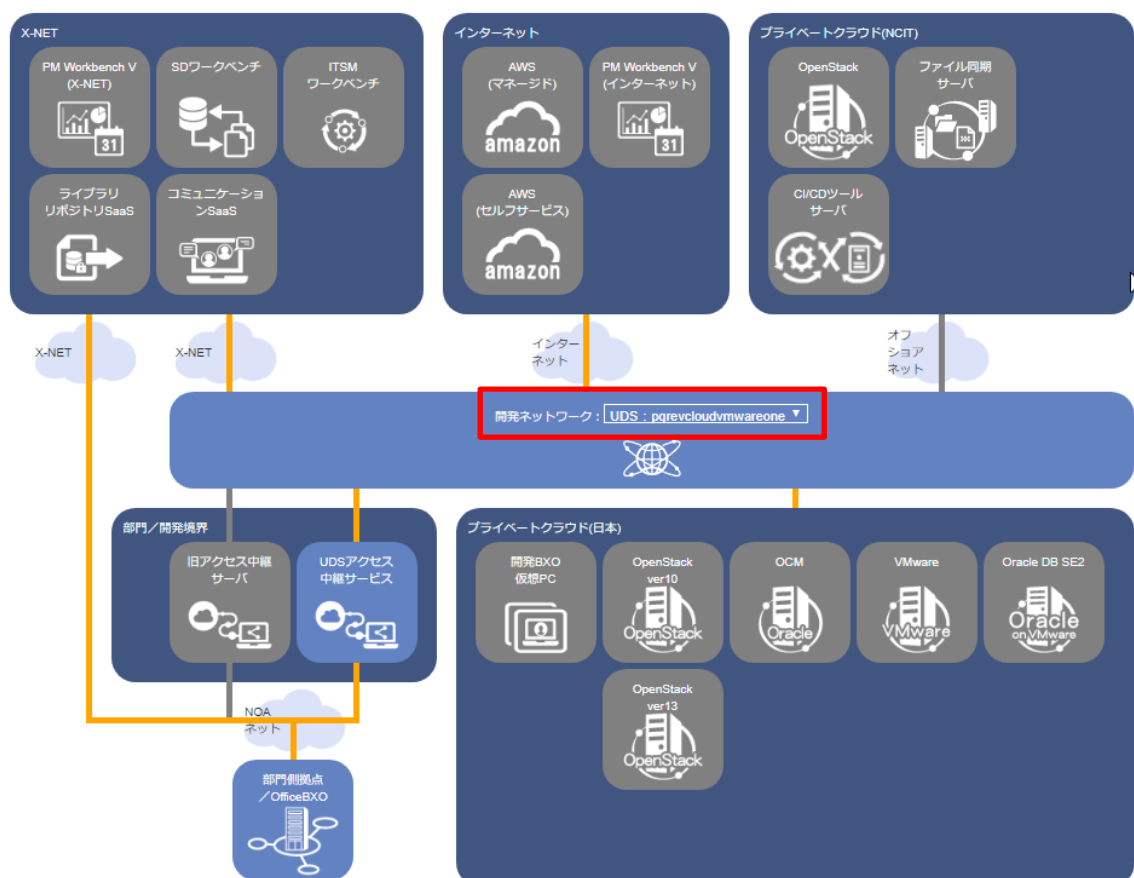 X-NET
PM Workbench V
(X-NET)
31
SDワークベンチ
ITSM
ワークベンチ
ライブラリ
リポジトリSaaS
コミュニケーショ
ンSaaS
インターネット
AWS
(マネージド)
amazon
PM Workbench V
(インターネット)
31
AWS
(セルフサービス)
amazon
プライベートクラウド(NCIT)
OpenStack
OpenStack
ファイル同期
サーバ
CI/CDツール
サーバ
X-NET
X-NET
インター
ネット
オフ
ショア
ネット
開発ネットワーク : UDS : pqrevcloudvmwareone
部門／開発境界
旧アクセス中継
サーバ
UDSアクセス
中継サービス
プライベートクラウド(日本)
開発BXO
仮想PC
OpenStack
ver10
OpenStack
OCM
Oracle
VMware
VMware
Oracle DB SE2
Oracle
on VMware
OpenStack
ver13
OpenStack
NOA
ネット
部門側拠点
／OfficeBXO